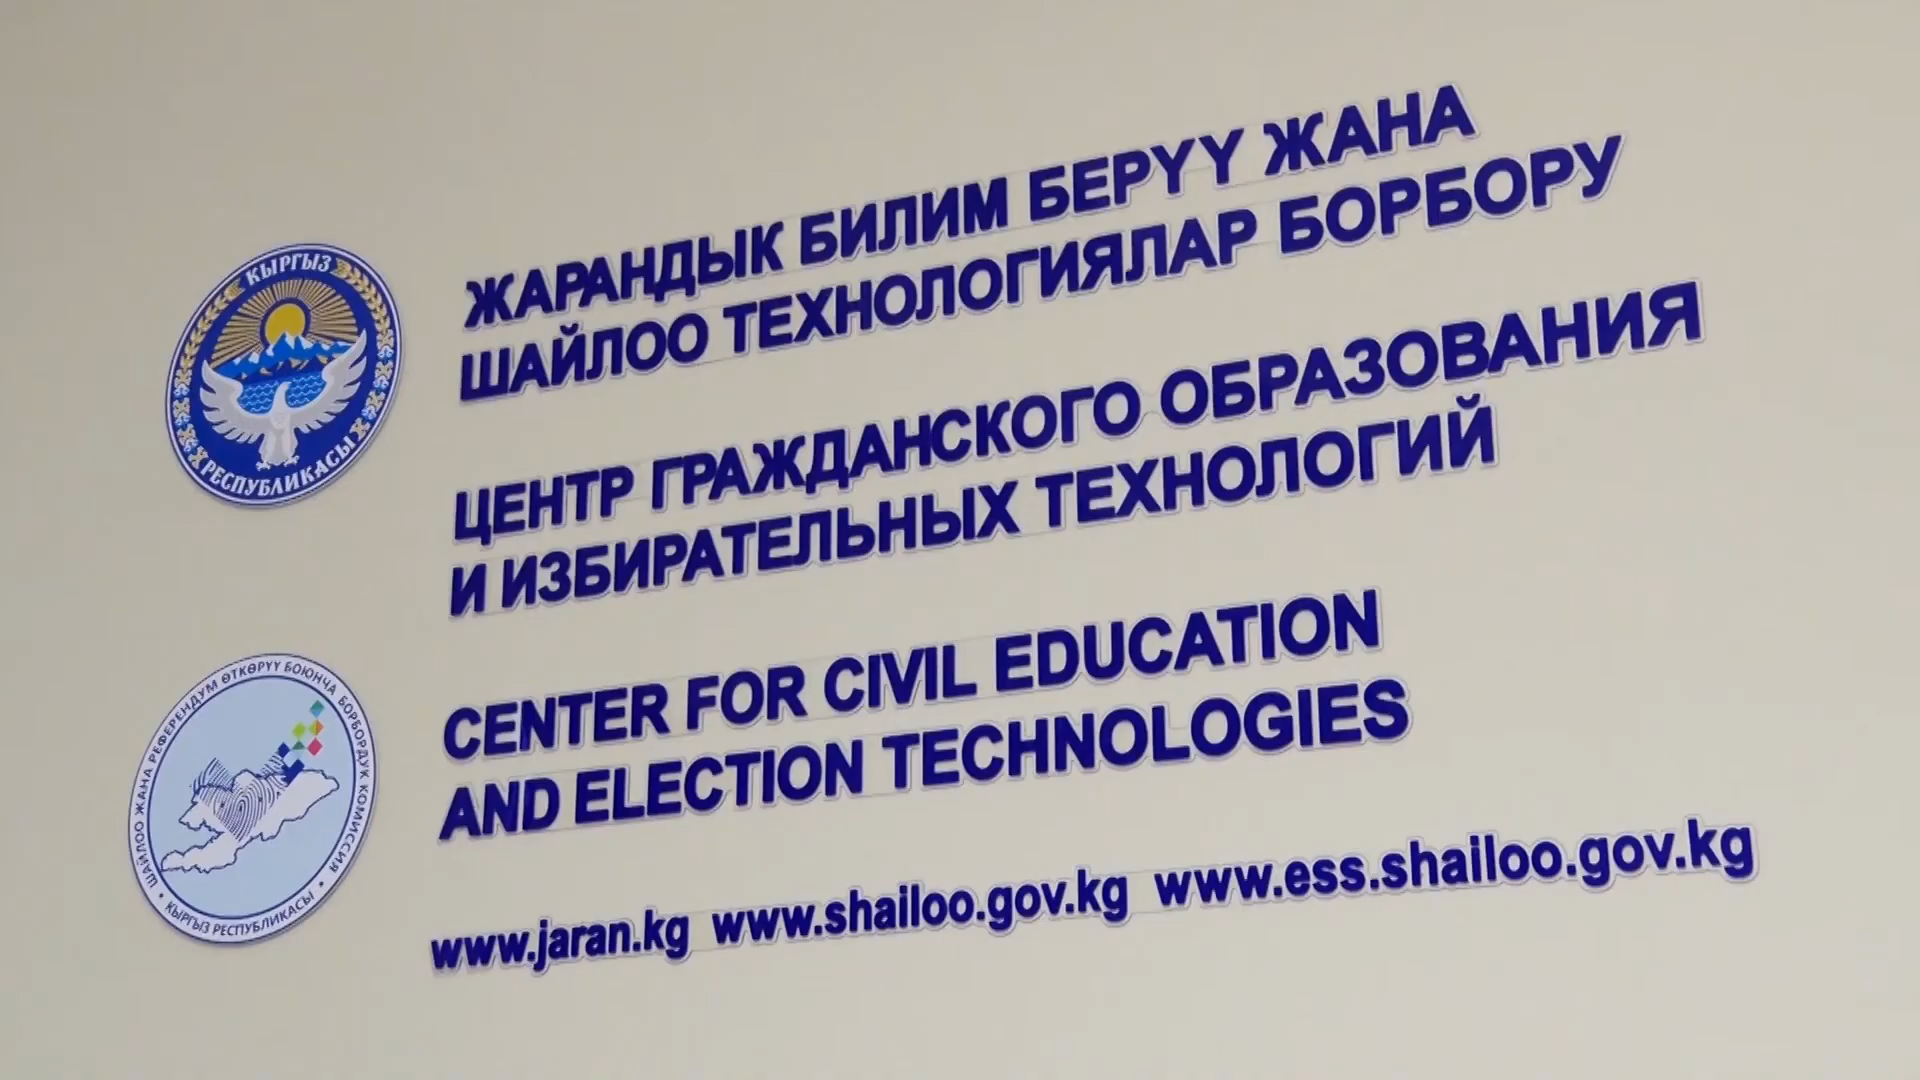 КЫРГЫЗ
РЕСПУБЛИКАСЫ
ЖАРАНДЫК БИЛИМ БЕРҮҮ ЖАНА
ШАЙЛОО ТЕХНОЛОГИЯЛАР БОРБОРУ
ЦЕНТР ГРАЖДАНСКОГО ОБРАЗОВАНИЯ
И ИЗБИРАТЕЛЬНЫХ ТЕХНОЛОГИЙ
• ШАЙЛОО ЖАНА РЕФЕРЕНДУМ ӨТКӨРҮҮ БОЮНЧА БОРБОРДУК КОМИССИЯ •
КЫРГЫЗ РЕСПУБЛИКАСЫ
CENTER FOR CIVIL EDUCATION
AND ELECTION TECHNOLOGIES
www.jaran.kg www.shailoo.gov.kg www.ess.shailoo.gov.kg